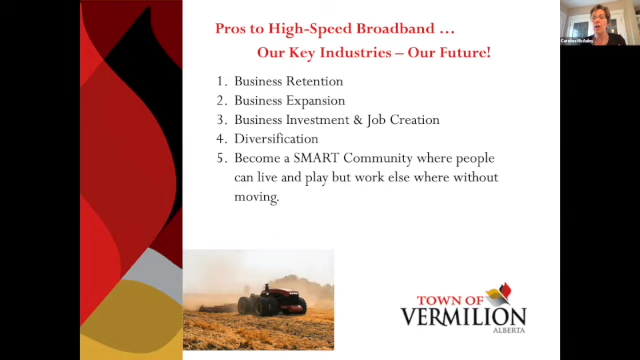 Pros to High-Speed Broadband ...
Our Key Industries – Our Future!
1. Business Retention
2. Business Expansion
3. Business Investment & Job Creation
4. Diversification
5. Become a SMART Community where people
can live and play but work else where without
moving.
TOWN OF
VERMILION
ALBERTA